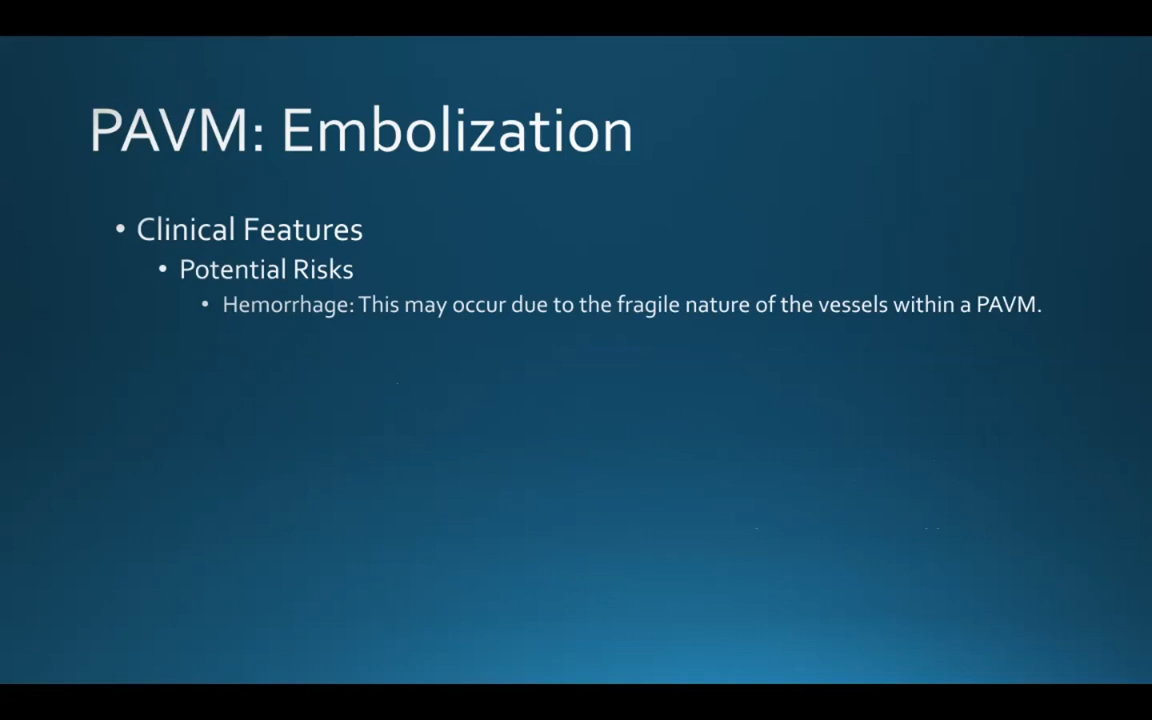 PAVM: Embolization
• Clinical Features
• Potential Risks
• Hemorrhage: This may occur due to the fragile nature of the vessels within a PAVM.